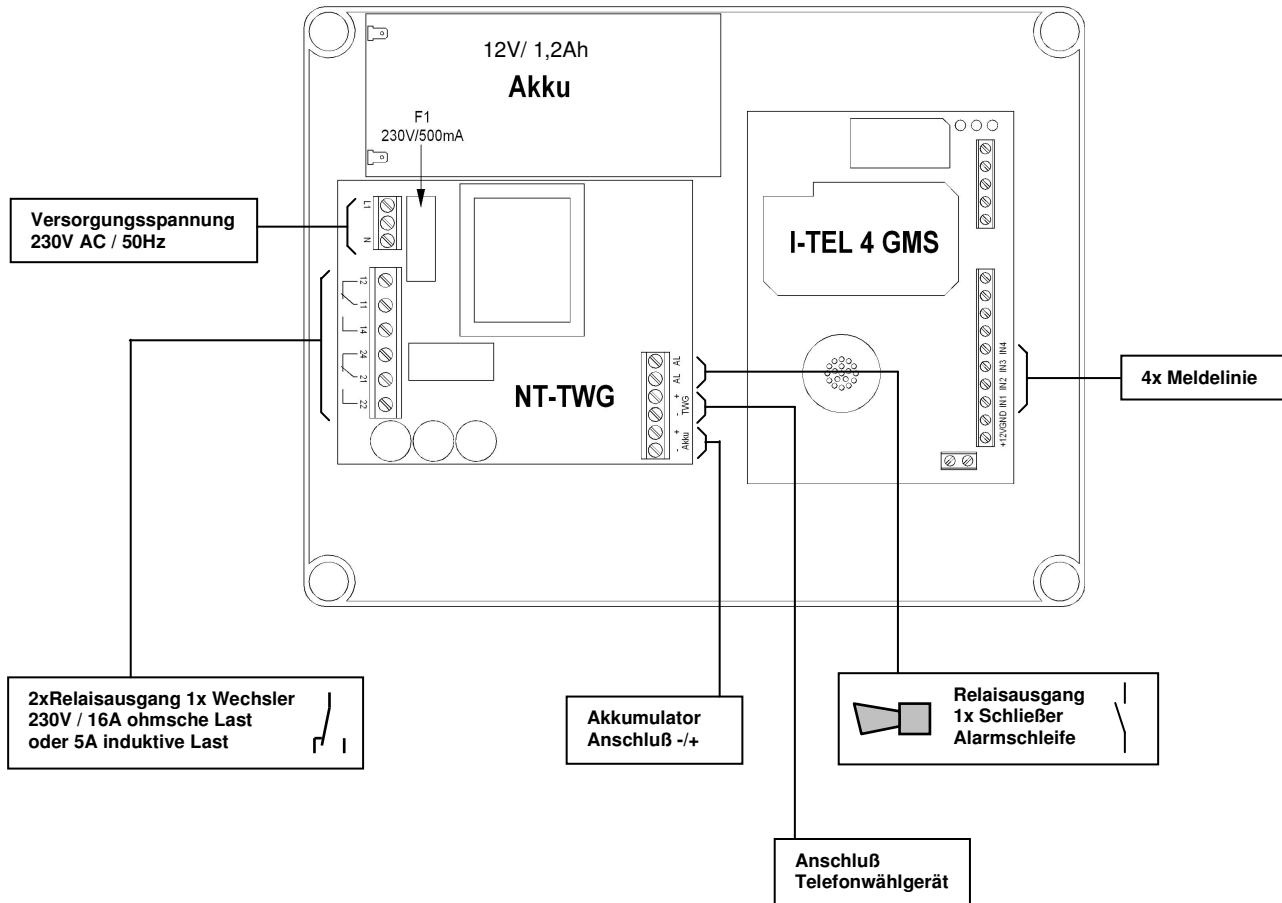 12V/ 1,2Ah
Akku
F1
230V/500mA
Versorgungsspannung
230V AC / 50Hz
L1
N
12
11
14
24
21
22
NT-TWG
AL
AL
+
TWG
-
+
Akku
-
I-TEL 4 GMS
IN4
IN3
IN2
IN1
GND
+12V
4x Meldelinie
2xRelaisausgang 1x Wechsler
230V / 16A ohmsche Last
oder 5A induktive Last
Akkumulator
Anschluß -/+
Relaisausgang
1x Schließer
Alarmschleife
Anschluß
Telefonwählgerät